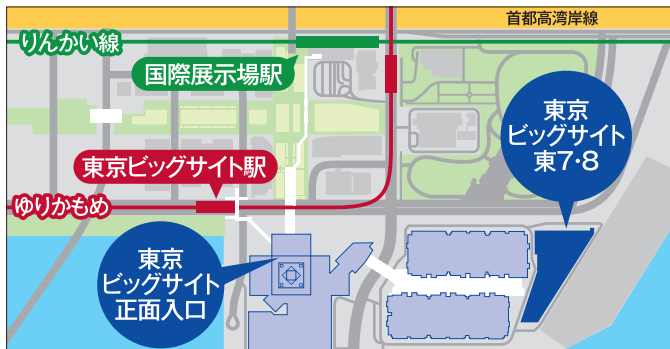 首都高湾岸線
りんかい線
国際展示場駅
東京
ビッグサイト
東7・8
東京ビッグサイト駅
ゆりかもめ
東京
ビッグサイト
正面入口